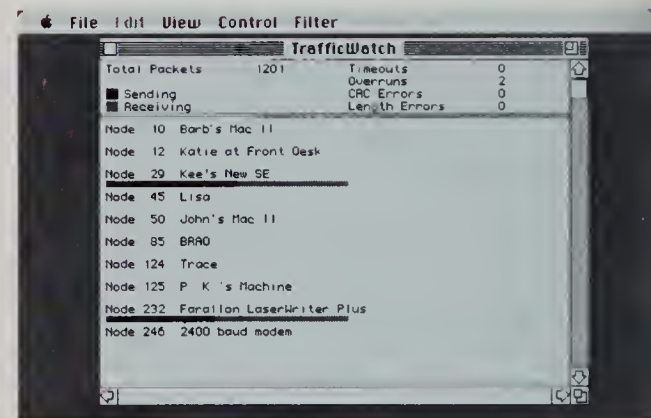 File Edit View Control Filter
TrafficWatch
Total Packets 1201 Timeouts 0
Overruns 2
Sending CRC Errors 0
Receiving Length Errors 0
Node 10 Barb's Mac II
Node 12 Katie at Front Desk
Node 29 Kee's New SE
Node 45 Lisa
Node 50 John's Mac II
Node 85 BRAD
Node 124 Trace
Node 125 P K 's Machine
Node 232 Farallon LaserWriter Plus
Node 246 2400 baud modem